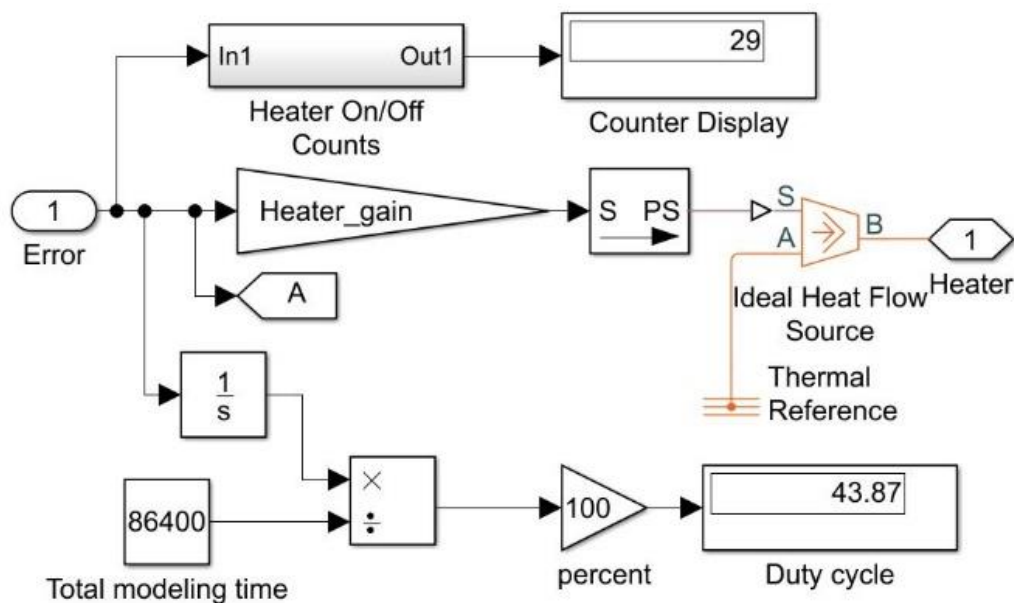 In1
Out1
29
Heater On/Off
Counts
Counter Display
1
Error
Heater_gain
S
PS
S
A
B
1
Heater
Ideal Heat Flow
Source
A
Thermal
Reference
1
s
×
÷
86400
Total modeling time
100
percent
43.87
Duty cycle